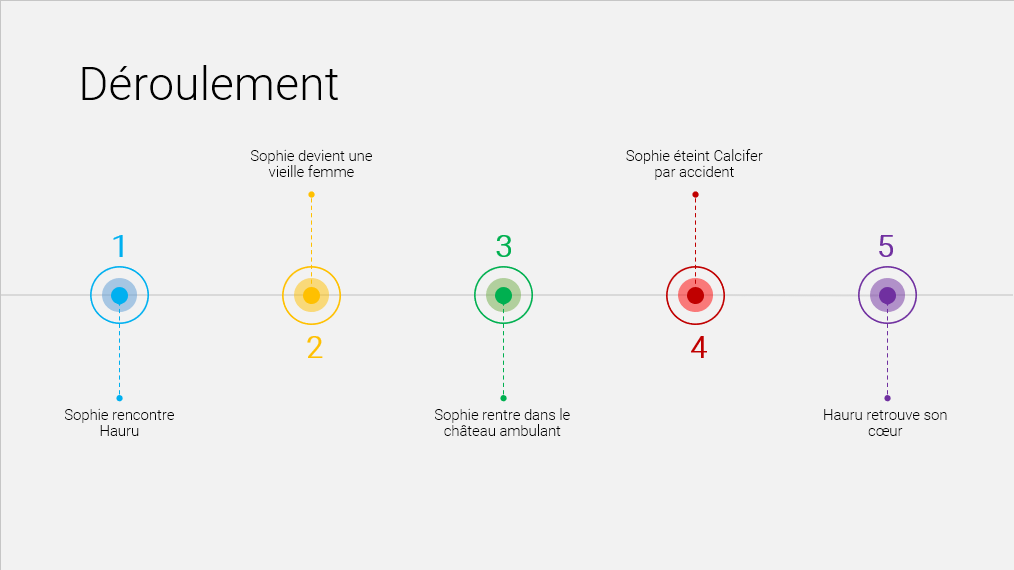 Déroulement
1
Sophie rencontre
Hauru
Sophie devient une
vieille femme
2
3
Sophie rentre dans le
château ambulant
Sophie éteint Calcifer
par accident
4
5
Hauru retrouve son
cœur